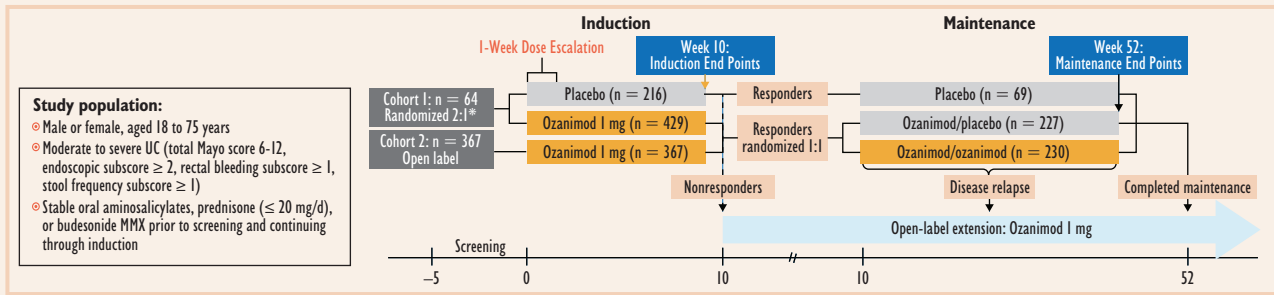 Induction
Maintenance
1-Week Dose Escalation
Week 10:
Induction End Points
Week 52:
Maintenance End Points
Study population:
Male or female, aged 18 to 75 years
Moderate to severe UC (total Mayo score 6-12,
endoscopic subscore ≥ 2, rectal bleeding subscore ≥ 1,
stool frequency subscore ≥ 1)
Stable oral aminosalicylates, prednisone (≤ 20 mg/d),
or budesonide MMX prior to screening and continuing
through induction
Cohort 1: n = 64
Randomized 2:1*
Cohort 2: n = 367
Open label
Placebo (n = 216)
Ozanimod 1 mg (n = 429)
Ozanimod 1 mg (n = 367)
Responders
Responders
randomized 1:1
Nonresponders
Placebo (n = 69)
Ozanimod/placebo (n = 227)
Ozanimod/ozanimod (n = 230)
Disease relapse
Completed maintenance
Open-label extension: Ozanimod 1 mg
Screening
–5 0 10 // 10 52